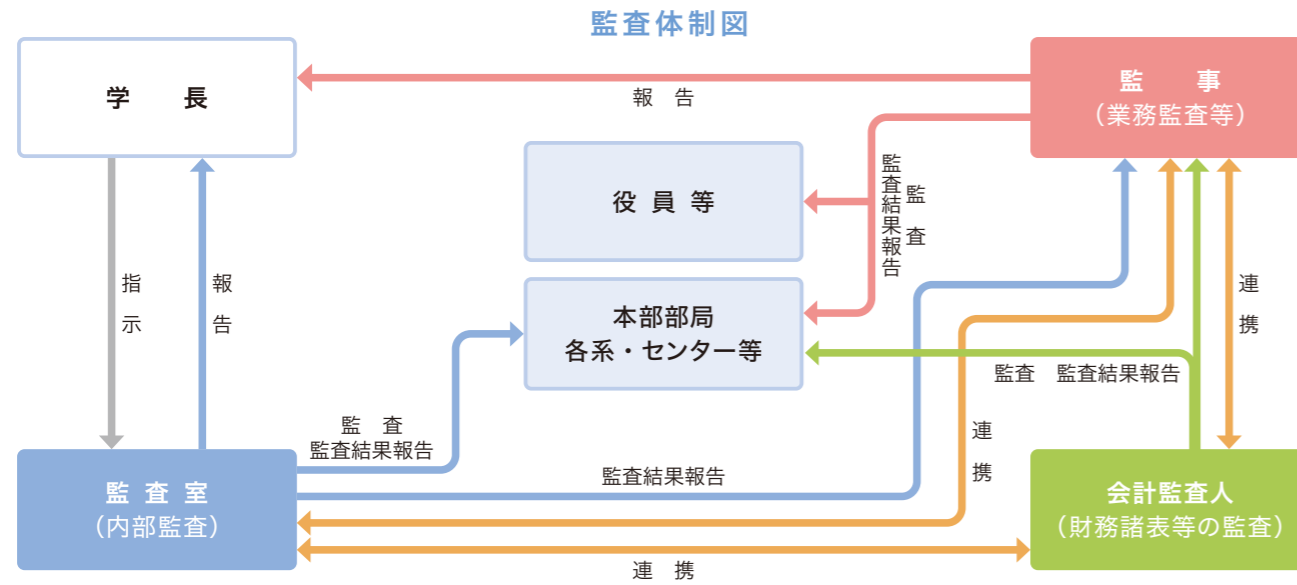 監査体制図
学　　長
報　告
監　　事
（業務監査等）
役 員 等
監査
監査結果報告
指示
報告
本部部局
各系・センター等
連携
監査　監査結果報告
監　査
監査結果報告
監査結果報告
連携
監 査 室
（内部監査）
会計監査人
（財務諸表等の監査）
連　携